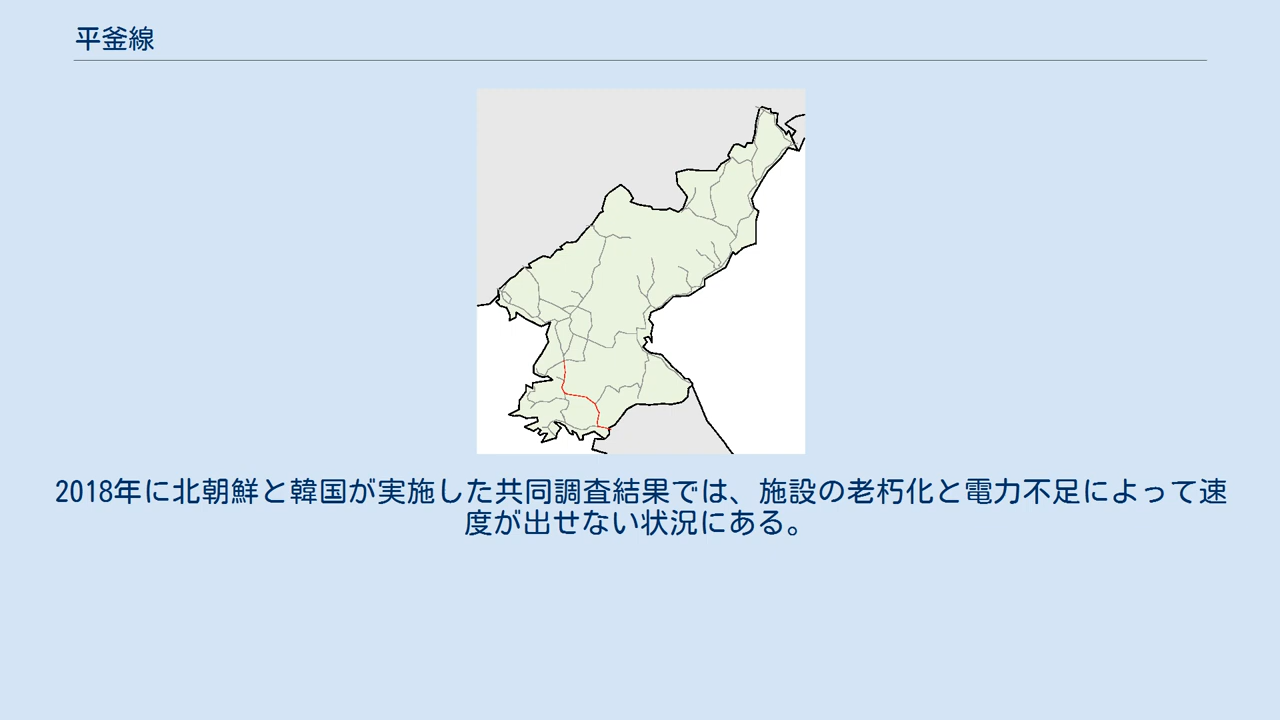 平釜線
2018年に北朝鮮と韓国が実施した共同調査結果では、施設の老朽化と電力不足によって速
度が出せない状況にある。